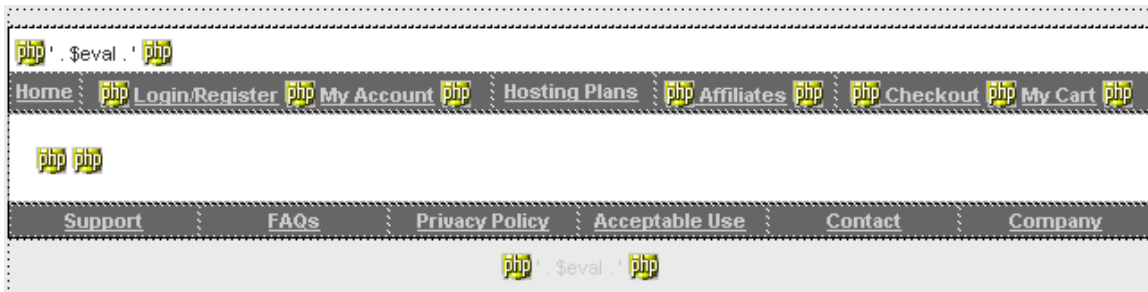 php ' . $eval . ' php
Home php Login/Register php My Account php Hosting Plans php Affiliates php php Checkout php My Cart php
php php
Support FAQs Privacy Policy Acceptable Use Contact Company
php ' . $eval . ' php